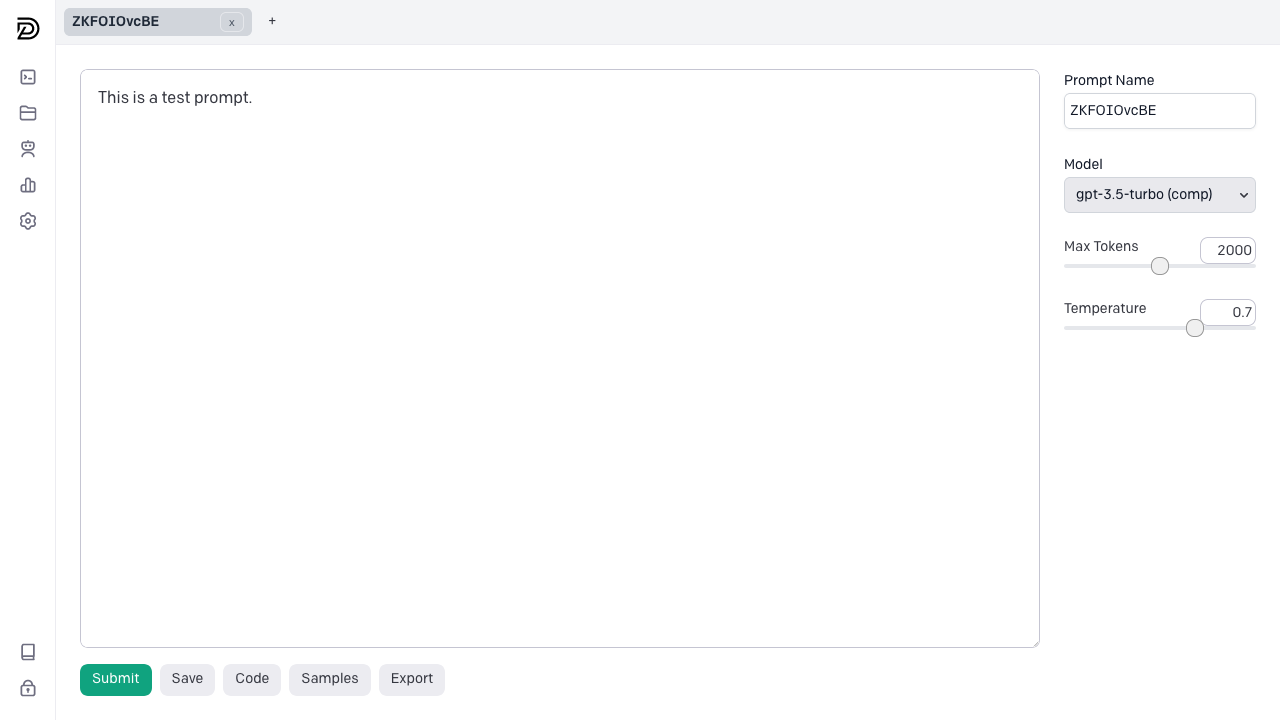 ZKFOIOvcBE x +
This is a test prompt.
Prompt Name
ZKFOIOvcBE
Model
gpt-3.5-turbo (comp)
Max Tokens 2000
Temperature 0.7
Submit Save Code Samples Export